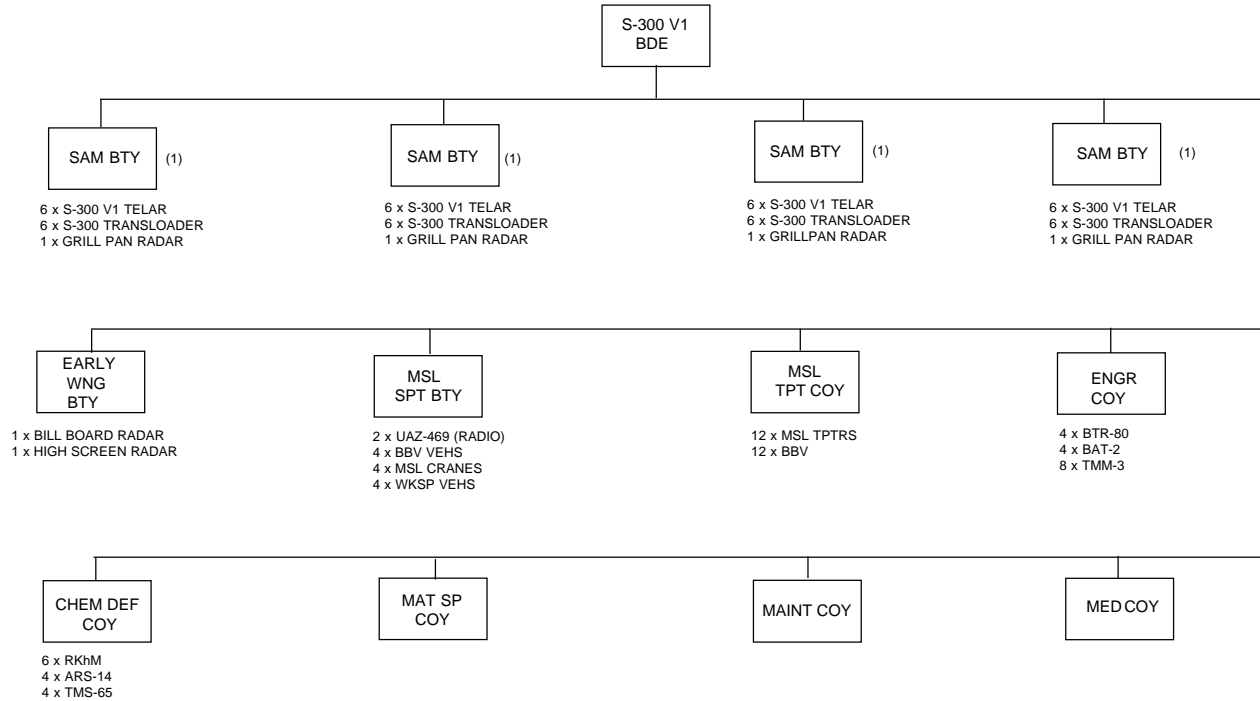 S-300 V1
BDE
SAM BTY (1)
6 x S-300 V1 TELAR
6 x S-300 TRANSLOADER
1 x GRILL PAN RADAR
SAM BTY (1)
6 x S-300 V1 TELAR
6 x S-300 TRANSLOADER
1 x GRILL PAN RADAR
SAM BTY (1)
6 x S-300 V1 TELAR
6 x S-300 TRANSLOADER
1 x GRILLPAN RADAR
SAM BTY (1)
6 x S-300 V1 TELAR
6 x S-300 TRANSLOADER
1 x GRILL PAN RADAR
EARLY
WNG
BTY
1 x BILL BOARD RADAR
1 x HIGH SCREEN RADAR
MSL
SPT BTY
2 x UAZ-469 (RADIO)
4 x BBV VEHS
4 x MSL CRANES
4 x WKSP VEHS
MSL
TPT COY
12 x MSL TPTRS
12 x BBV
ENGR
COY
4 x BTR-80
4 x BAT-2
8 x TMM-3
CHEM DEF
COY
6 x RKhM
4 x ARS-14
4 x TMS-65
MAT SP
COY
MAINT COY
MED COY